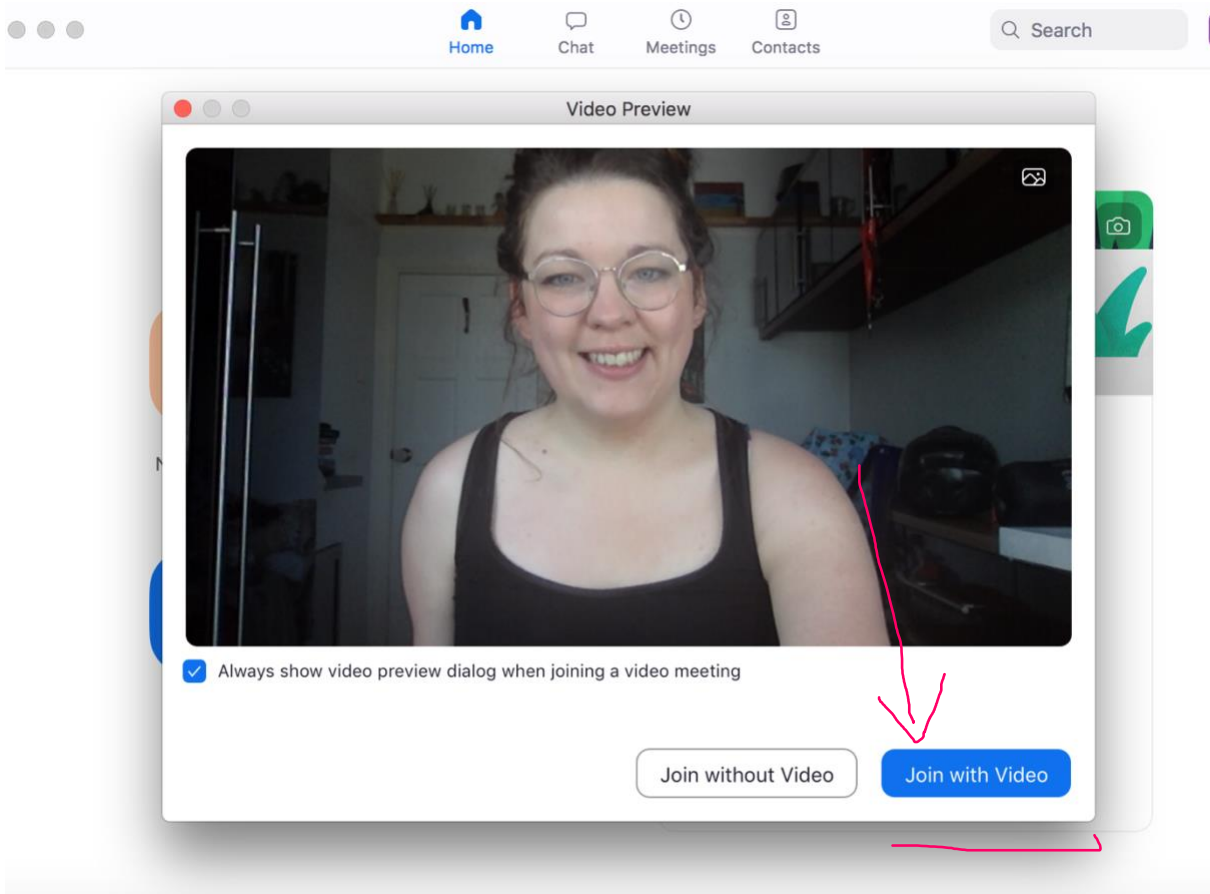 Home Chat Meetings Contacts Search
Video Preview
Always show video preview dialog when joining a video meeting
Join without Video Join with Video